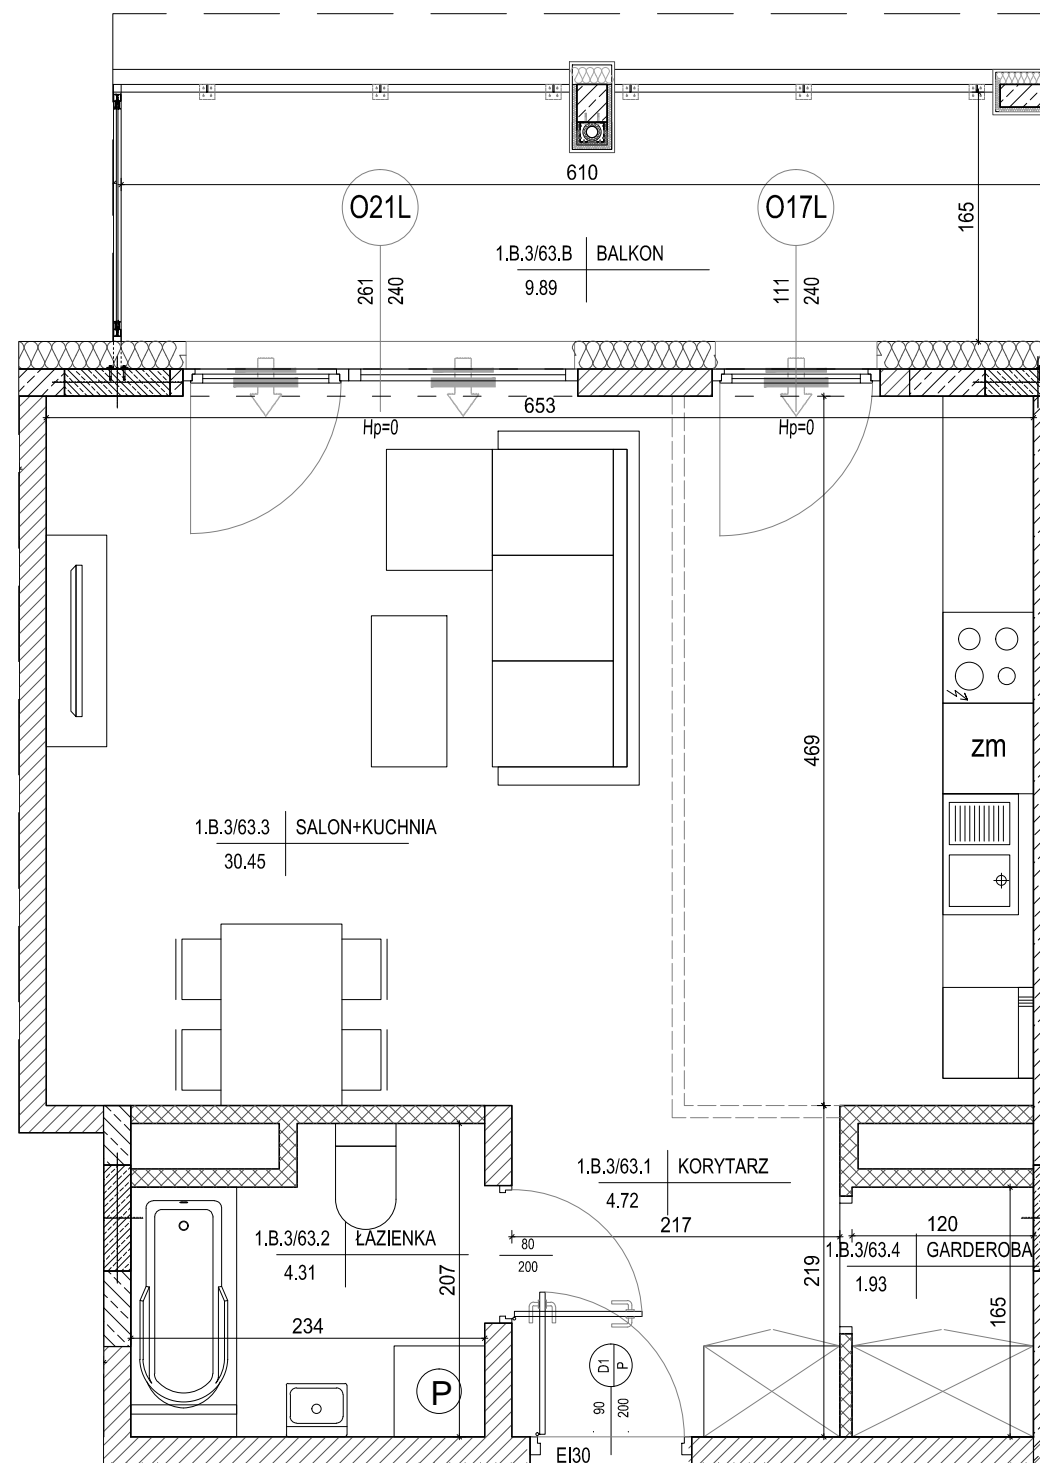 610
O21L
O17L
165
1.B.3/63.B BALKON
9.89
261
240
111
240
653
Hp=0
Hp=0
469
zm
1.B.3/63.3 SALON+KUCHNIA
30.45
1.B.3/63.1 KORYTARZ
4.72
217
120
1.B.3/63.2 ŁAZIENKA
4.31
80
200
1.B.3/63.4 GARDEROBA
1.93
207
219
165
234
D1
P
P
90
200
EI30